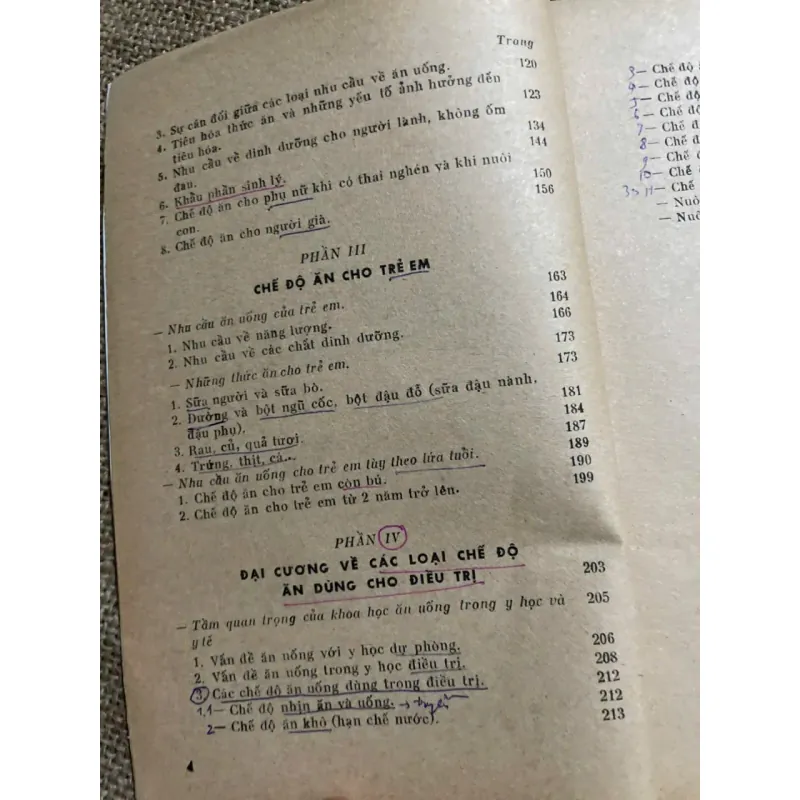 Trang
3. Sự cân đối giữa các loại nhu cầu về ăn uống. 120
4. Tiêu hóa thức ăn và những yếu tố ảnh hưởng đến
tiêu hóa. 123
5. Nhu cầu về dinh dưỡng cho người lành, không ốm
đau. 134
6. Khẩu phần sinh lý. 144
7. Chế độ ăn cho phụ nữ khi có thai nghén và khi nuôi
con. 150
8. Chế độ ăn cho người già. 156
PHẦN III
CHẾ ĐỘ ĂN CHO TRẺ EM
163
— Nhu cầu ăn uống của trẻ em. 164
1. Nhu cầu về năng lượng. 166
2. Nhu cầu về các chất dinh dưỡng. 173
— Những thức ăn cho trẻ em. 173
1. Sữa người và sữa bò.
2. Đường và bột ngũ cốc, bột đậu đỗ (sữa đậu nành,
đậu phụ). 181
3. Rau, củ, quả tươi. 184
4. Trứng, thịt, cá... 187
— Nhu cầu ăn uống cho trẻ em tùy theo lứa tuổi. 189
1. Chế độ ăn cho trẻ em còn bú. 190
2. Chế độ ăn cho trẻ em từ 2 năm trở lên. 199
PHẦN IV
ĐẠI CƯƠNG VỀ CÁC LOẠI CHẾ ĐỘ
ĂN DÙNG CHO ĐIỀU TRỊ 203
— Tầm quan trọng của khoa học ăn uống trong y học và 205
y tế
1. Vấn đề ăn uống với y học dự phòng. 206
2. Vấn đề ăn uống trong y học điều trị. 208
3. Các chế độ ăn uống dùng trong điều trị. 212
1,1— Chế độ nhịn ăn và uống. → 212
2— Chế độ ăn khô (hạn chế nước). 213
4
3— Chế độ ă
4— Chế độ
5— Chế độ
6— Chế độ
7— Chế đ
8— Chế đ
9— Chế đ
10— Chế
11— Chế
— Nuô
— Nuô